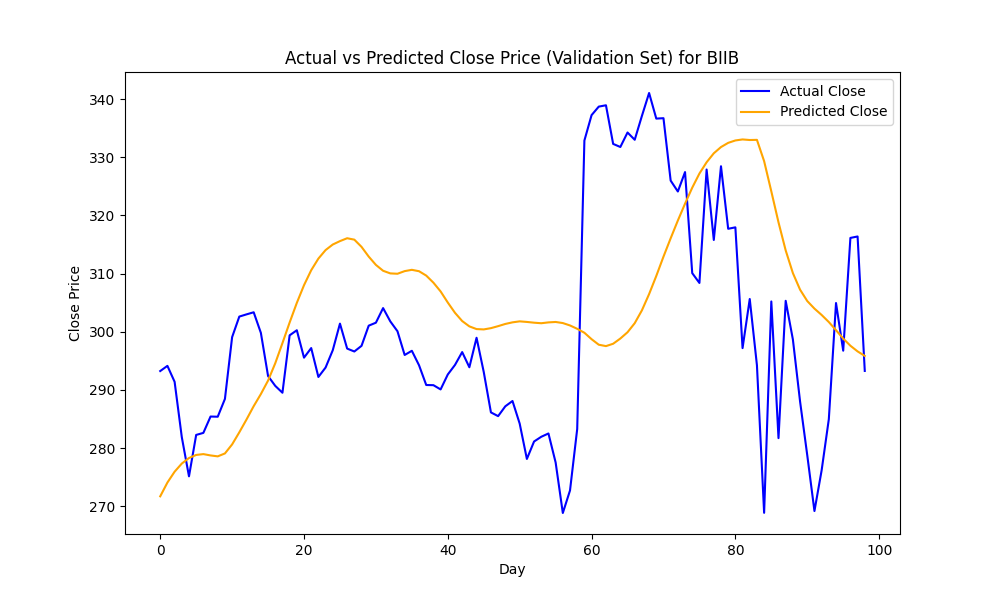 Actual vs Predicted Close Price (Validation Set) for BIIB
Actual Close
Predicted Close
Close Price
340
330
320
310
300
290
280
270
0 20 40 60 80 100
Day